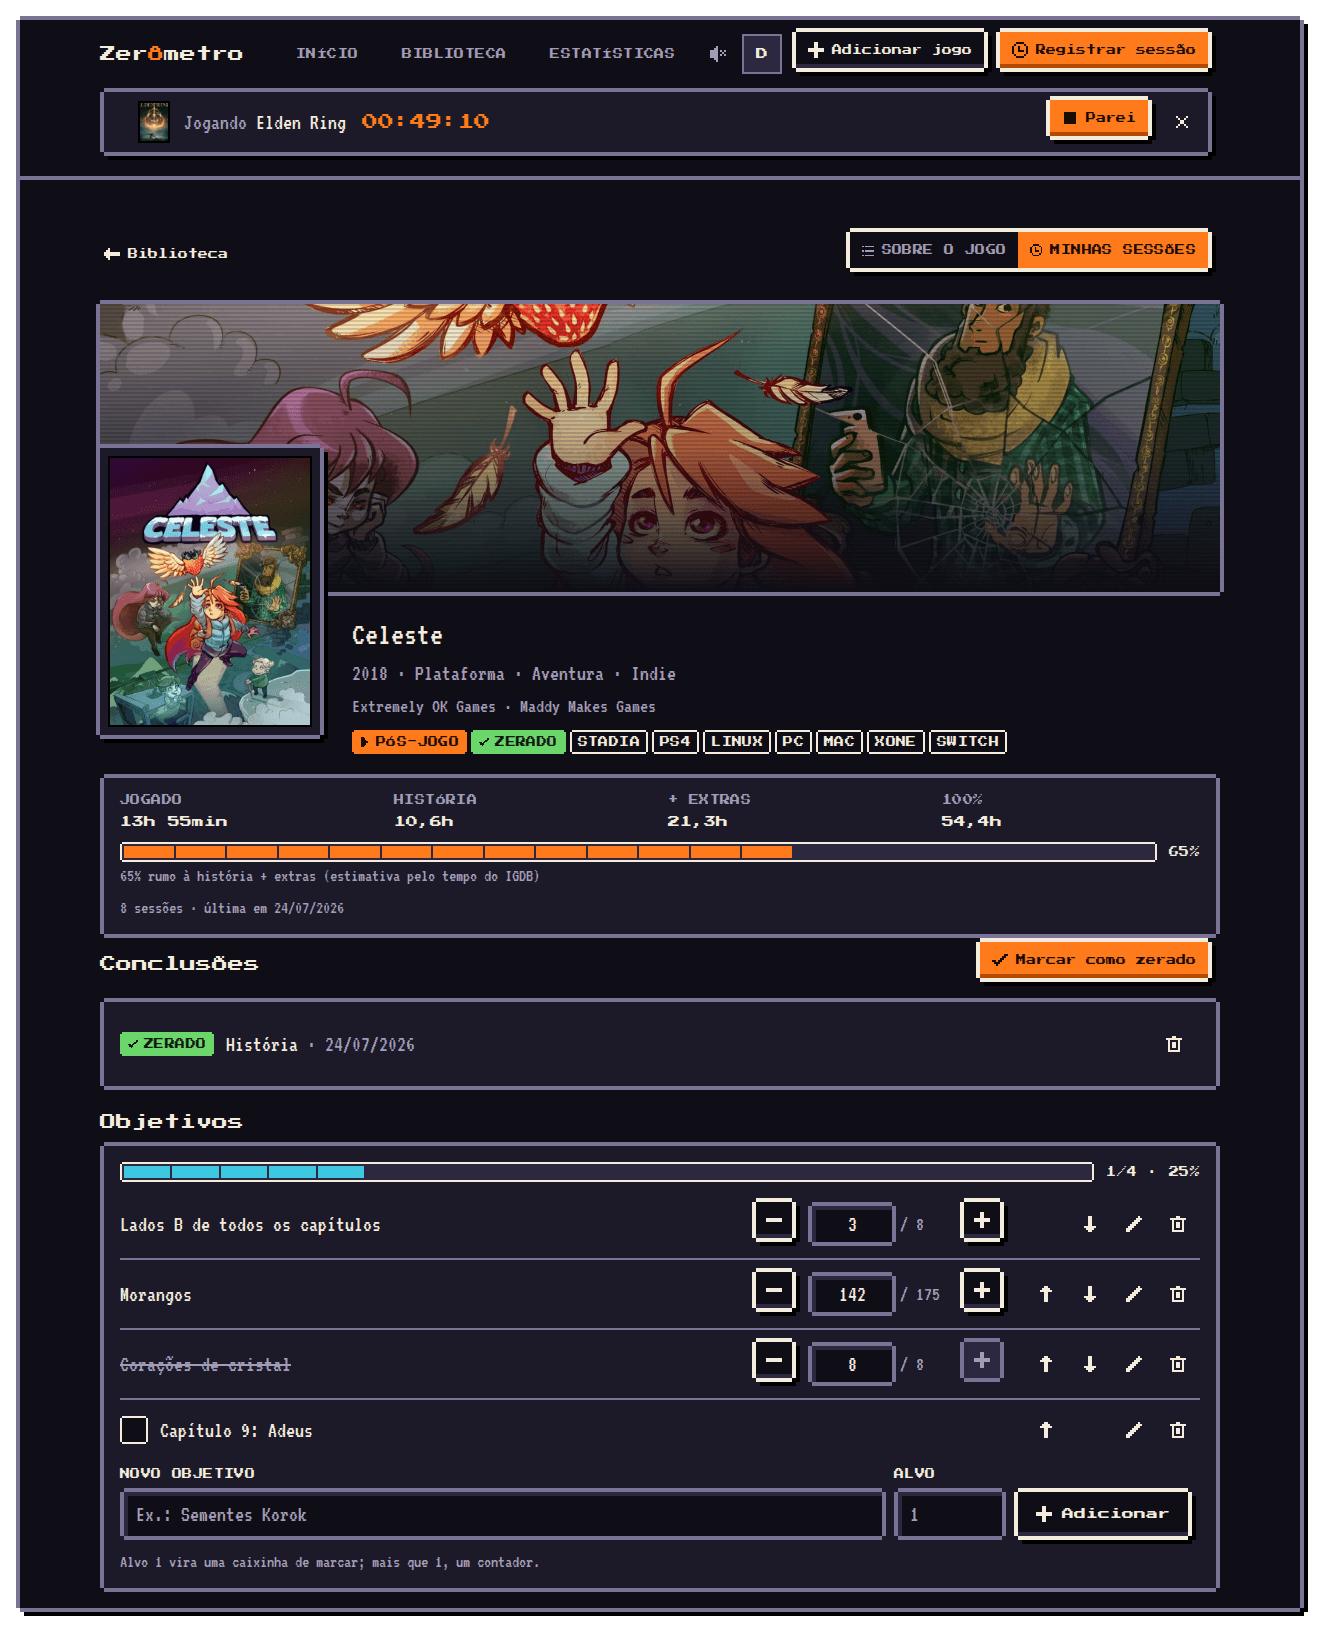 Zerômetro
INÍCIO
BIBLIOTECA
ESTATÍSTICAS
D
Adicionar jogo
Registrar sessão
Jogando Elden Ring 00:49:10
Parei
Biblioteca
SOBRE O JOGO
MINHAS SESSÕES
CELESTE
Celeste
2018 · Plataforma · Aventura · Indie
Extremely OK Games · Maddy Makes Games
PÓS-JOGO ZERADO STADIA PS4 LINUX PC MAC XONE SWITCH
JOGADO HISTÓRIA + EXTRAS 100%
13h 55min 10,6h 21,3h 54,4h
65%
65% rumo à história + extras (estimativa pelo tempo do IGDB)
8 sessões · última em 24/07/2026
Conclusões
Marcar como zerado
ZERADO História · 24/07/2026
Objetivos
1/4 · 25%
Lados B de todos os capítulos 3 / 8
Morangos 142 / 175
Corações de cristal 8 / 8
Capítulo 9: Adeus
NOVO OBJETIVO ALVO
Ex.: Sementes Korok 1 Adicionar
Alvo 1 vira uma caixinha de marcar; mais que 1, um contador.